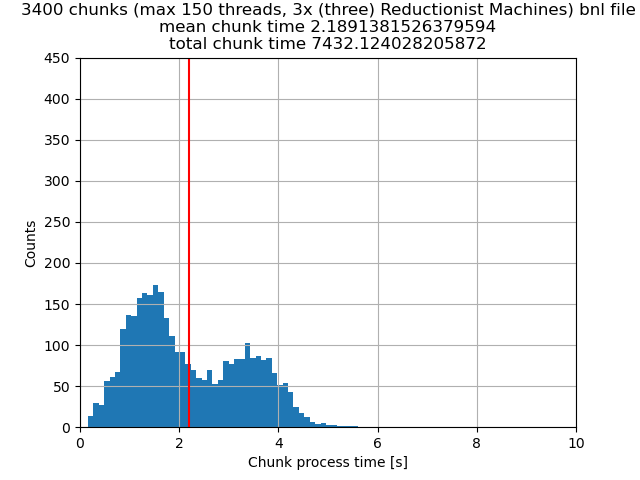 3400 chunks (max 150 threads, 3x (three) Reductionist Machines) bnl file
mean chunk time 2.1891381526379594
total chunk time 7432.124028205872
450
400
350
300
250
200
150
100
50
0
Counts
0 2 4 6 8 10
Chunk process time [s]